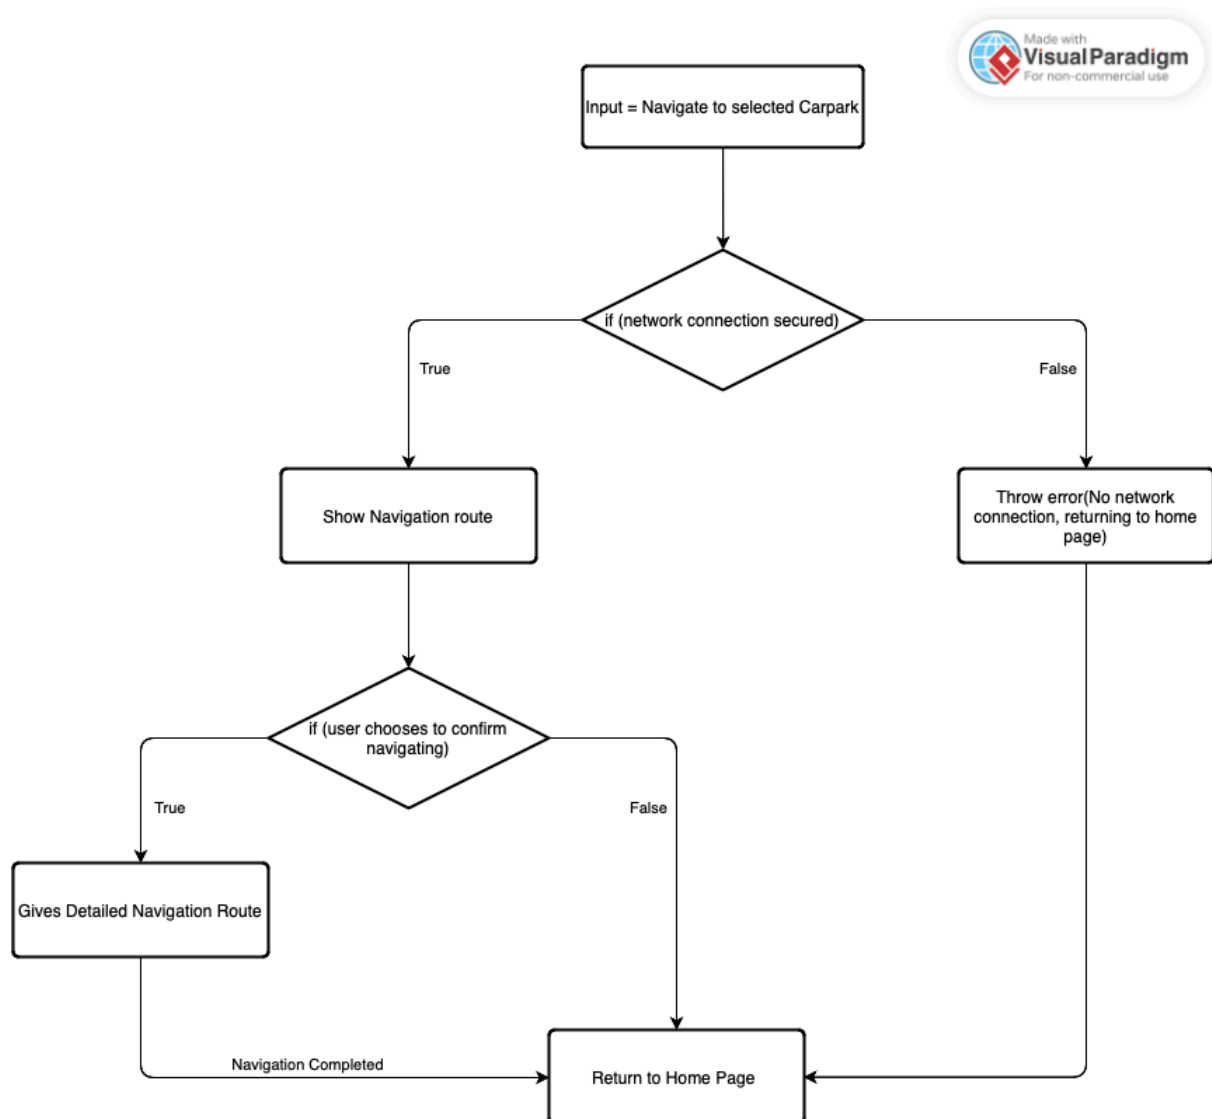 Made with
Visual Paradigm
For non-commercial use
Input = Navigate to selected Carpark
if (network connection secured)
True
False
Show Navigation route
Throw error(No network
connection, returning to home
page)
if (user chooses to confirm
navigating)
True
False
Gives Detailed Navigation Route
Navigation Completed
Return to Home Page